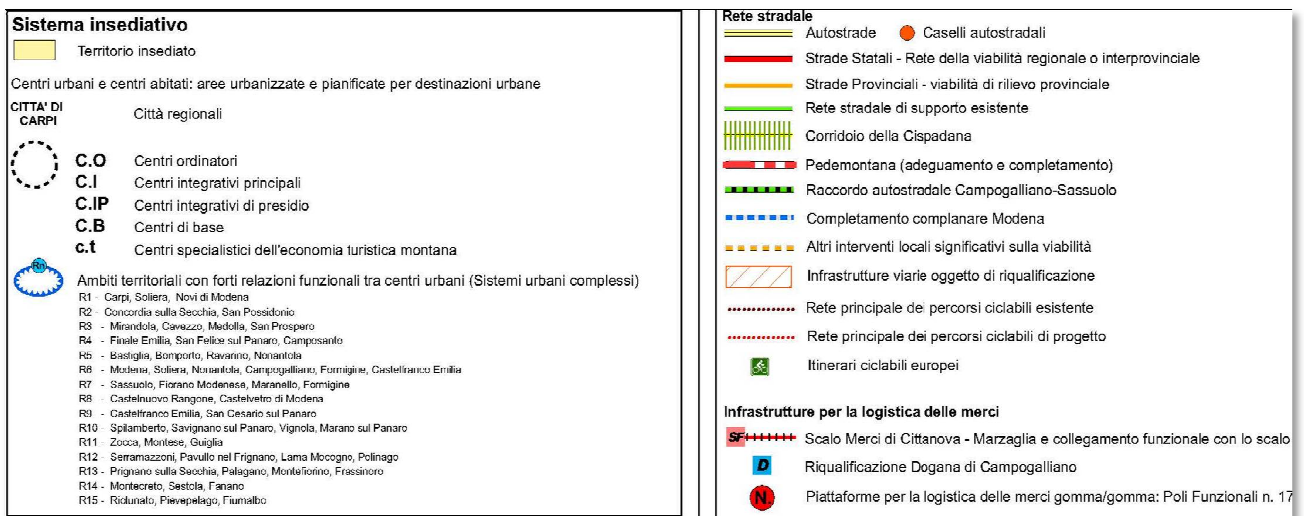 Sistema insediativo
Territorio insediato
Centri urbani e centri abitati: aree urbanizzate e pianificate per destinazioni urbane
CITTA' DI
CARPI
Città regionali
C.O Centri ordinatori
C.I Centri integrativi principali
C.IP Centri integrativi di presidio
C.B Centri di base
c.t Centri specialistici dell'economia turistica montana
Rn Ambiti territoriali con forti relazioni funzionali tra centri urbani (Sistemi urbani complessi)
R1 - Carpi, Soliera, Novi di Modena
R2 - Concordia sulla Secchia, San Possidonio
R3 - Mirandola, Cavezzo, Medolla, San Prospero
R4 - Finale Emilia, San Felice sul Panaro, Camposanto
R5 - Bastiglia, Bomporto, Ravarino, Nonantola
R6 - Modena, Soliera, Nonantola, Campogalliano, Formigine, Castelfranco Emilia
R7 - Sassuolo, Fiorano Modenese, Maranello, Formigine
R8 - Castelnuovo Rangone, Castelvetro di Modena
R9 - Castelfranco Emilia, San Cesario sul Panaro
R10 - Spilamberto, Savignano sul Panaro, Vignola, Marano sul Panaro
R11 - Zocca, Montese, Guiglia
R12 - Serramazzoni, Pavullo nel Frignano, Lama Mocogno, Polinago
R13 - Prignano sulla Secchia, Palagano, Montefiorino, Frassinoro
R14 - Montecreto, Sestola, Fanano
R15 - Riolunato, Pievepelago, Fiumalbo
Rete stradale
Autostrade Caselli autostradali
Strade Statali - Rete della viabilità regionale o interprovinciale
Strade Provinciali - viabilità di rilievo provinciale
Rete stradale di supporto esistente
Corridoio della Cispadana
Pedemontana (adeguamento e completamento)
Raccordo autostradale Campogalliano-Sassuolo
Completamento complanare Modena
Altri interventi locali significativi sulla viabilità
Infrastrutture viarie oggetto di riqualificazione
Rete principale dei percorsi ciclabili esistente
Rete principale dei percorsi ciclabili di progetto
Itinerari ciclabili europei
Infrastrutture per la logistica delle merci
SF Scalo Merci di Cittanova - Marzaglia e collegamento funzionale con lo scalo
D Riqualificazione Dogana di Campogalliano
N. Piattaforme per la logistica delle merci gomma/gomma: Poli Funzionali n. 17